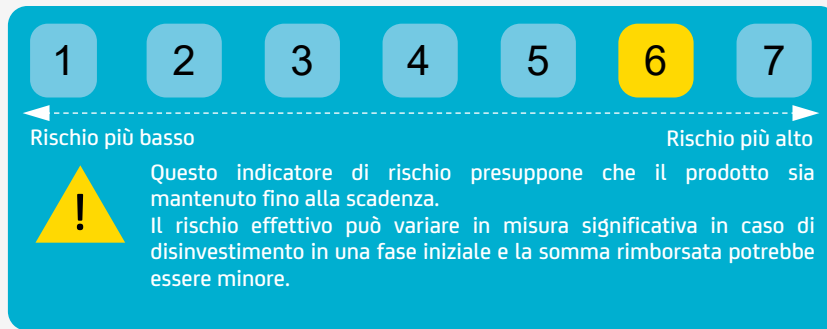 1 2 3 4 5 6 7
Rischio più basso Rischio più alto
!
Questo indicatore di rischio presuppone che il prodotto sia
mantenuto fino alla scadenza.
Il rischio effettivo può variare in misura significativa in caso di
disinvestimento in una fase iniziale e la somma rimborsata potrebbe
essere minore.